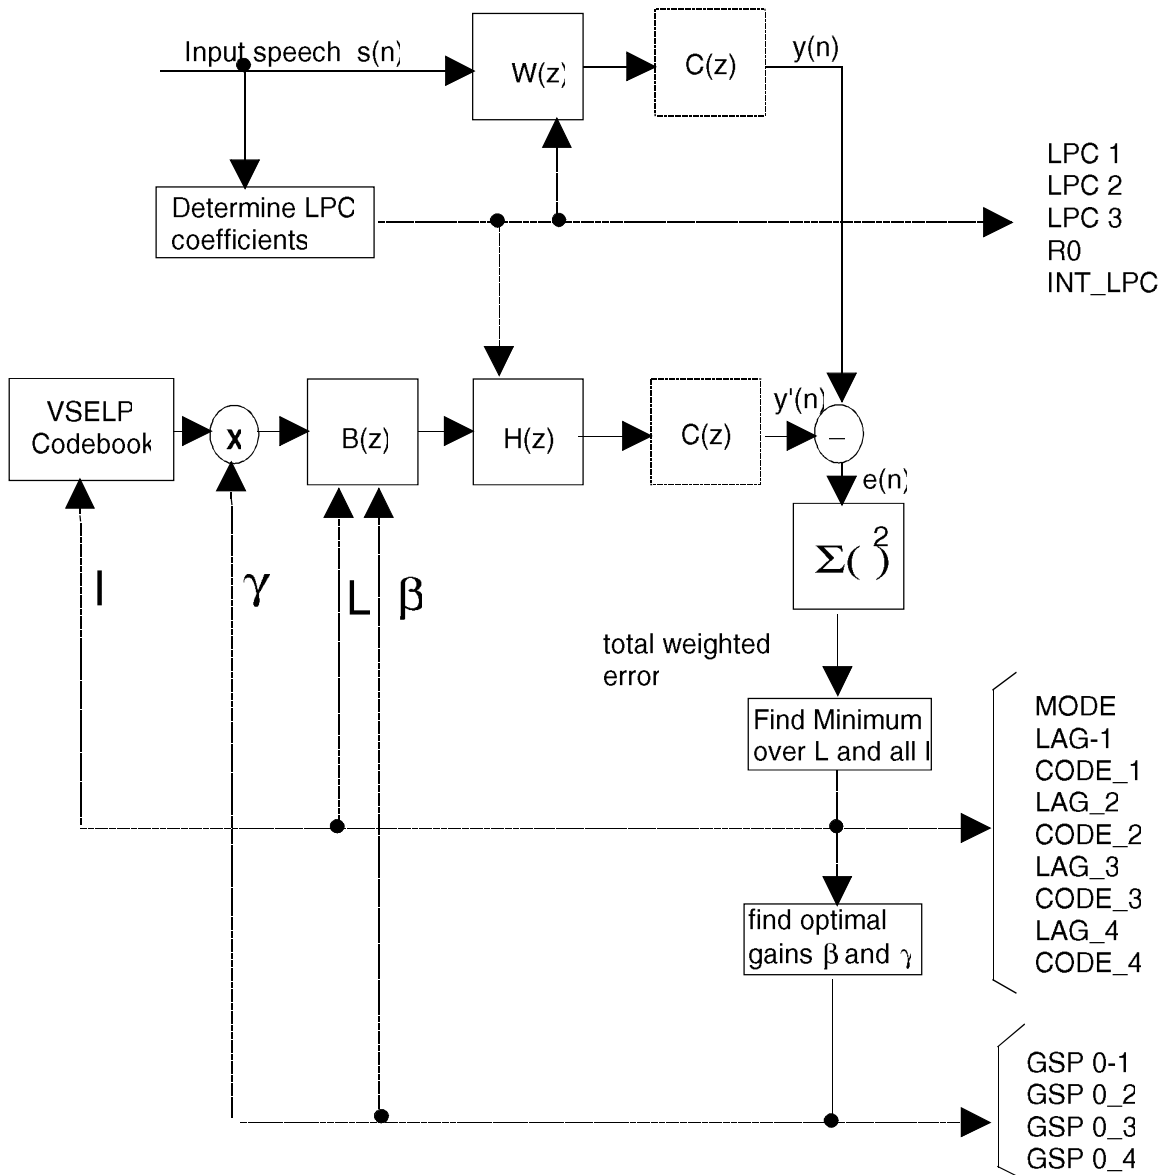 Input speech s(n)
W(z)
C(z)
y(n)
Determine LPC
coefficients
LPC 1
LPC 2
LPC 3
R0
INT_LPC
VSELP
Codebook
x
B(z)
H(z)
C(z)
y'(n)
–
e(n)
Σ( )²
I
γ
L
β
total weighted
error
Find Minimum
over L and all I
MODE
LAG-1
CODE_1
LAG_2
CODE_2
LAG_3
CODE_3
LAG_4
CODE_4
find optimal
gains β and γ
GSP 0-1
GSP 0_2
GSP 0_3
GSP 0_4